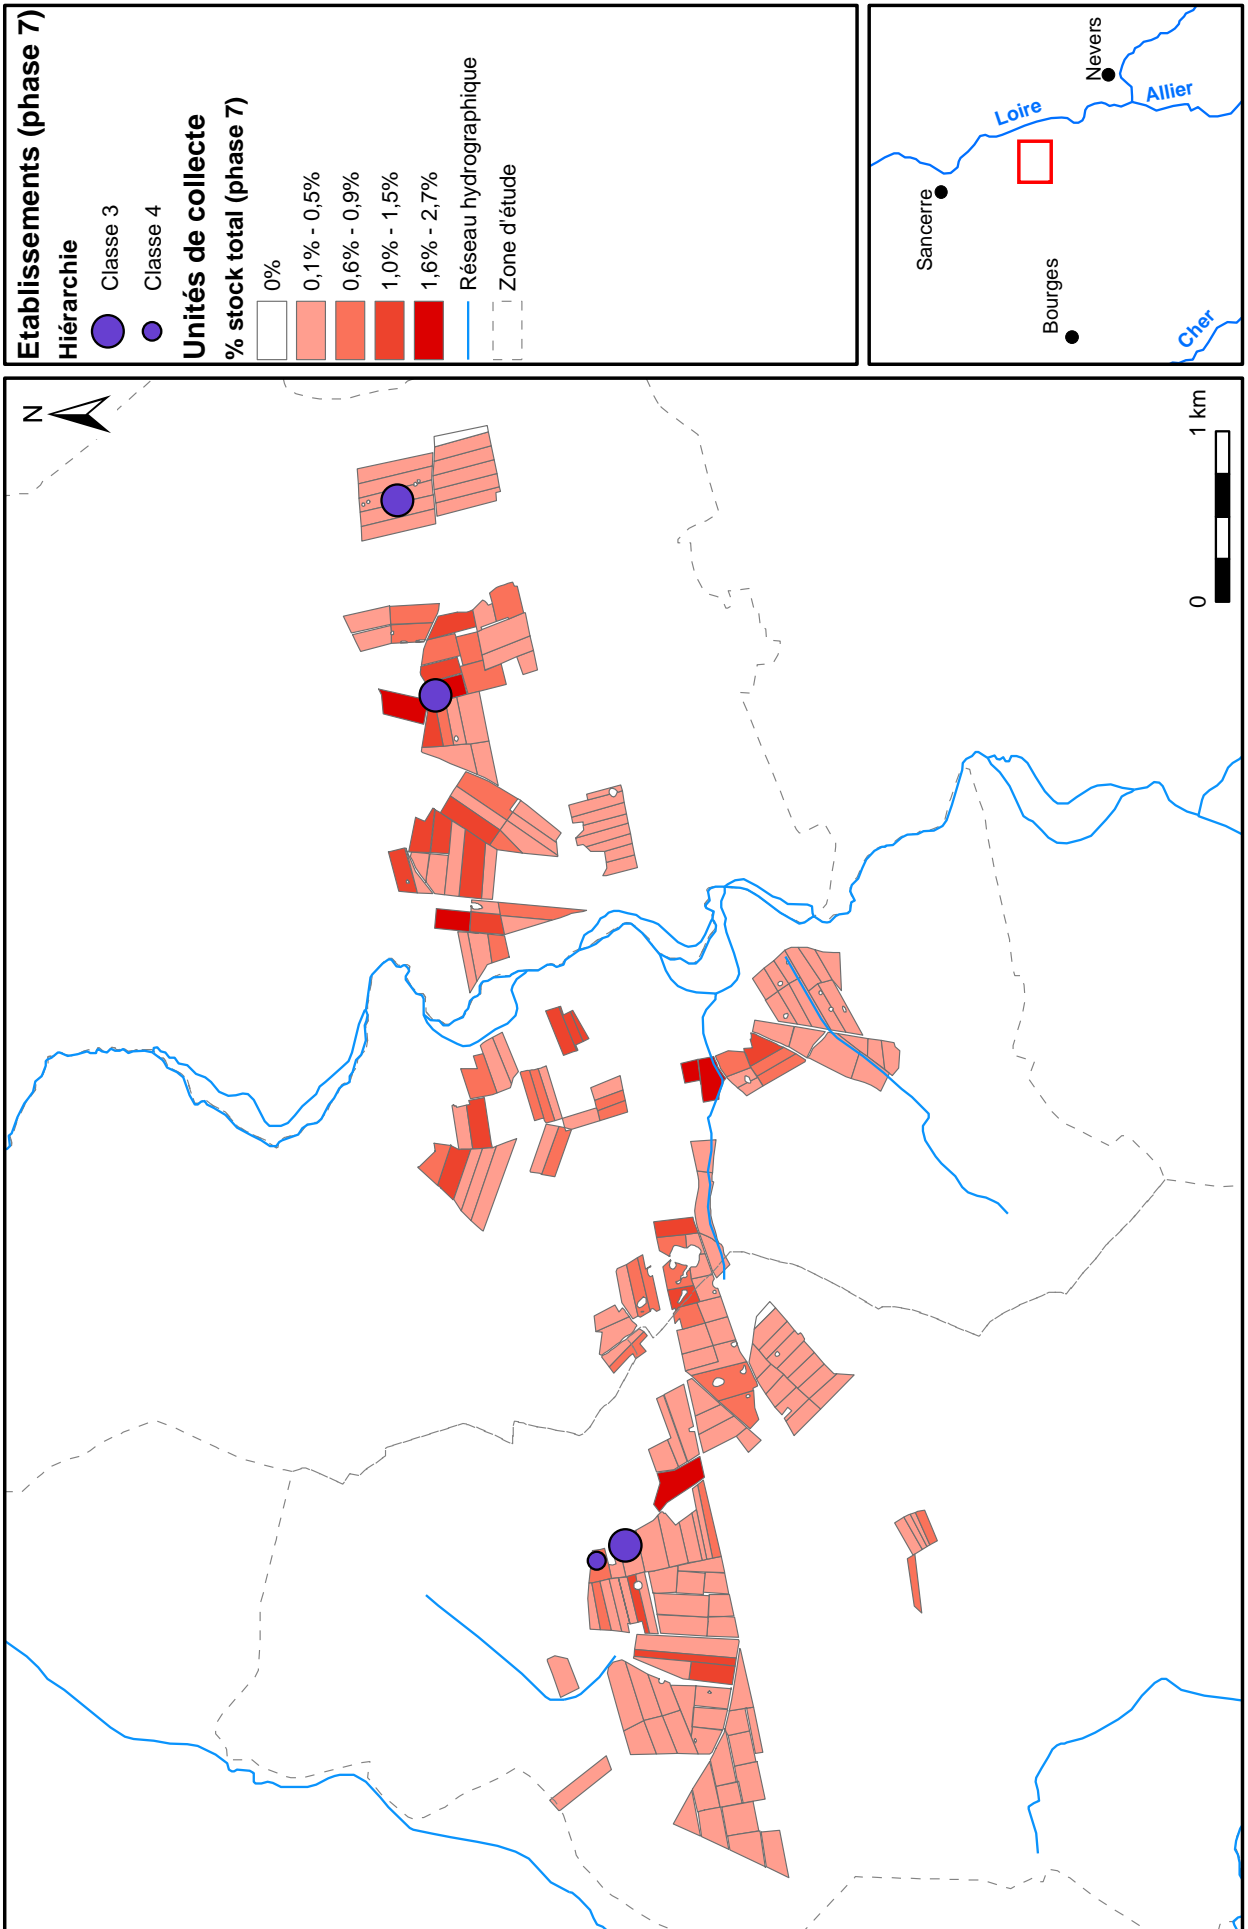 Etablissements (phase 7)
Hiérarchie
Classe 3
Classe 4
Unités de collecte
% stock total (phase 7)
0%
0,1% - 0,5%
0,6% - 0,9%
1,0% - 1,5%
1,6% - 2,7%
Réseau hydrographique
Zone d'étude
Nevers
Allier
Loire
Sancerre
Bourges
Cher
N
0
1 km